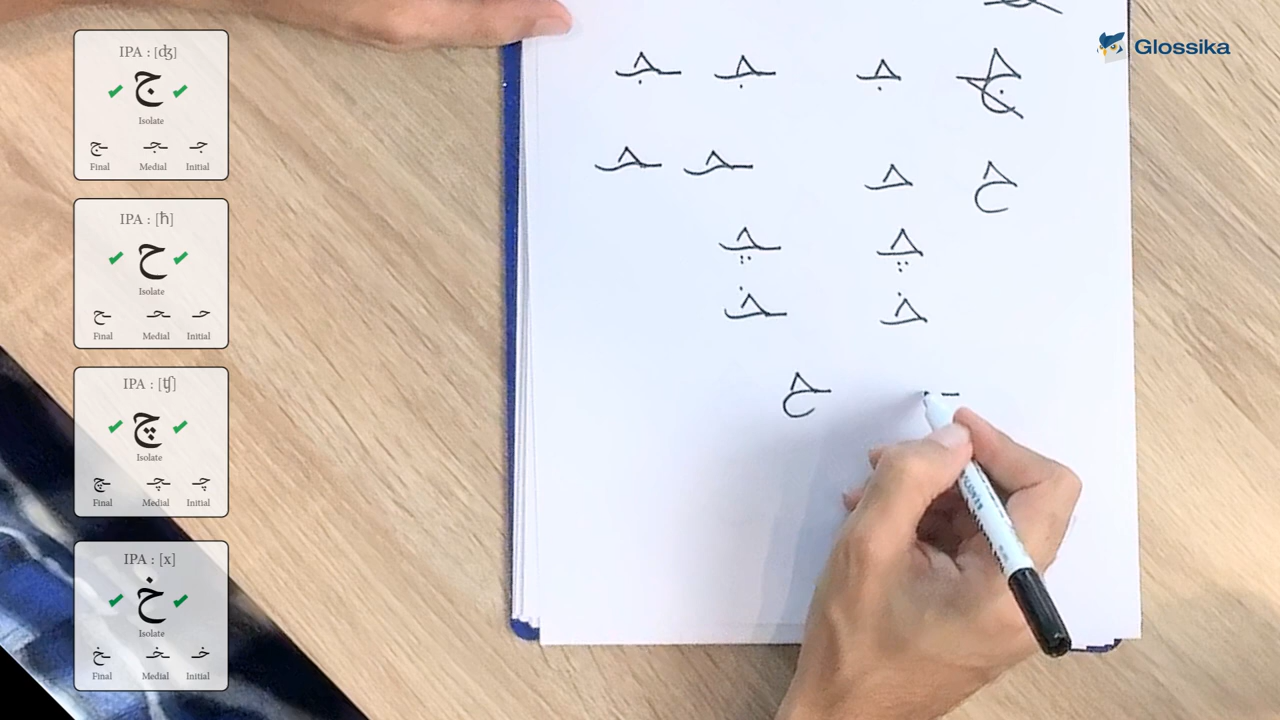 Glossika
IPA : [ʤ]
ج
Isolate
ـج ـجـ جـ
Final Medial Initial
IPA : [ħ]
ح
Isolate
ـح ـحـ حـ
Final Medial Initial
IPA : [ʧ]
چ
Isolate
ـچ ـچـ چـ
Final Medial Initial
IPA : [x]
خ
Isolate
ـخ ـخـ خـ
Final Medial Initial
ج جـ ـجـ ـجـ
ح حـ ـحـ ـحـ
چـ ـچـ
خـ ـخـ
ـح